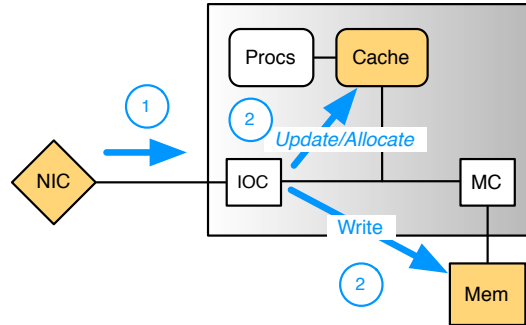 Procs
Cache
1
2
Update/Allocate
NIC
IOC
MC
Write
2
Mem